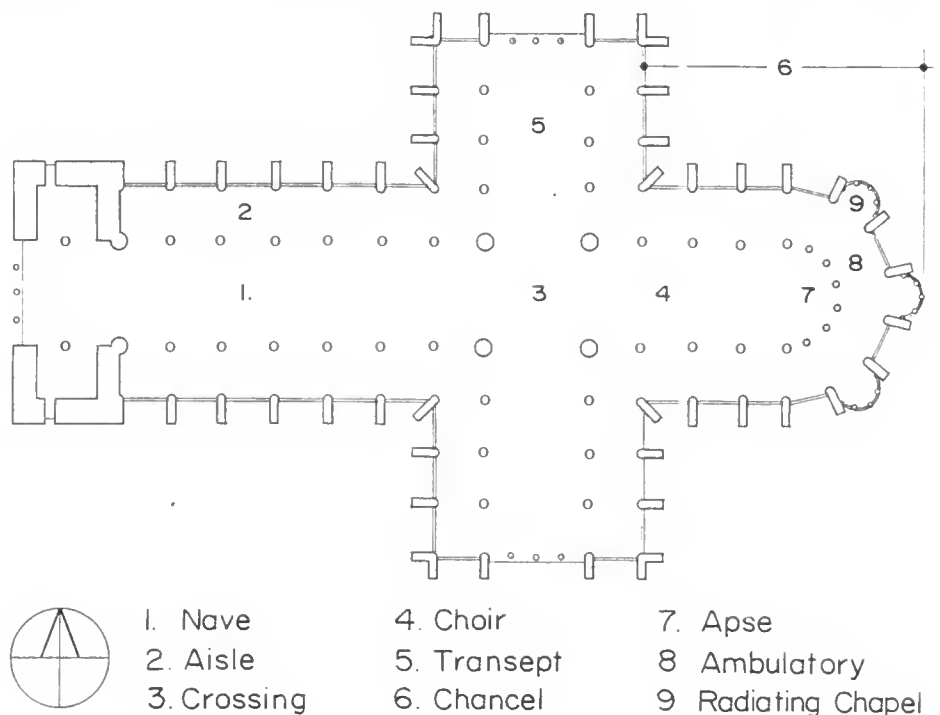 6
5
2
9
8
1.
3
4
7
1. Nave
4. Choir
7. Apse
2. Aisle
5. Transept
8 Ambulatory
3. Crossing
6. Chancel
9 Radiating Chapel